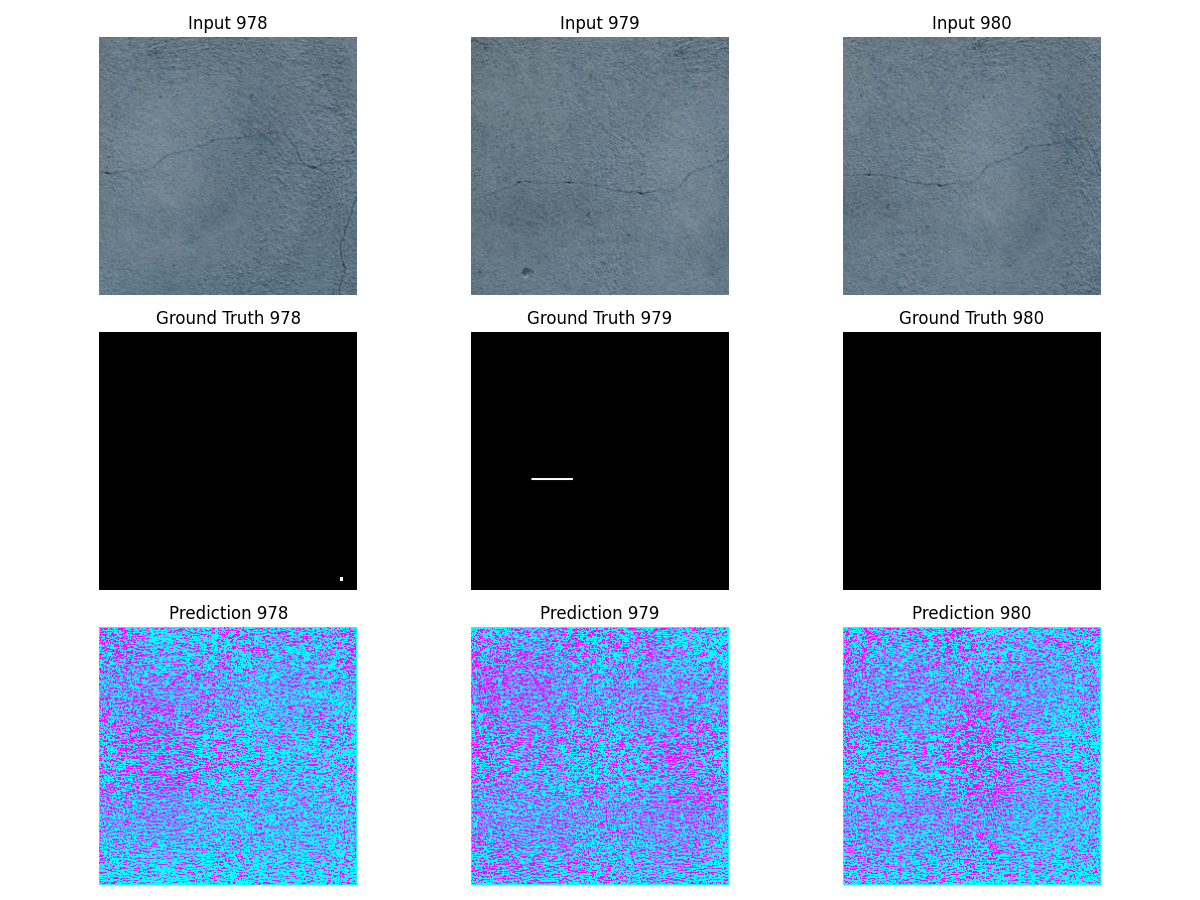 Input 978
Input 979
Input 980
Ground Truth 978
Ground Truth 979
Ground Truth 980
Prediction 978
Prediction 979
Prediction 980